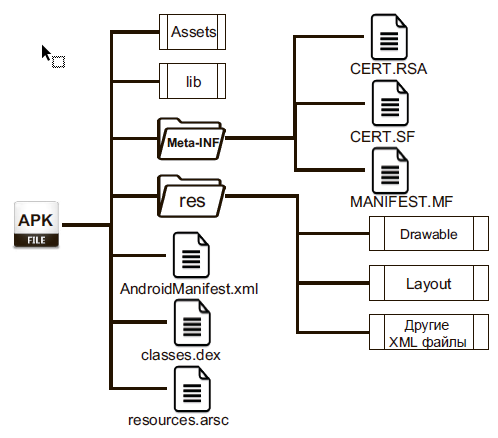 Assets
lib
Meta-INF
res
APK
FILE
AndroidManifest.xml
classes.dex
resources.arsc
CERT.RSA
CERT.SF
MANIFEST.MF
Drawable
Layout
Другие
XML файлы